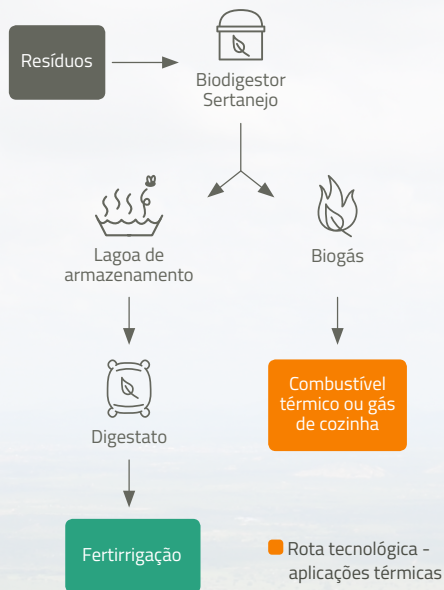 Resíduos
Biodigestor
Sertanejo
Lagoa de
armazenamento
Biogás
Digestato
Combustível
térmico ou gás
de cozinha
Fertirrigação
Rota tecnológica -
aplicações térmicas